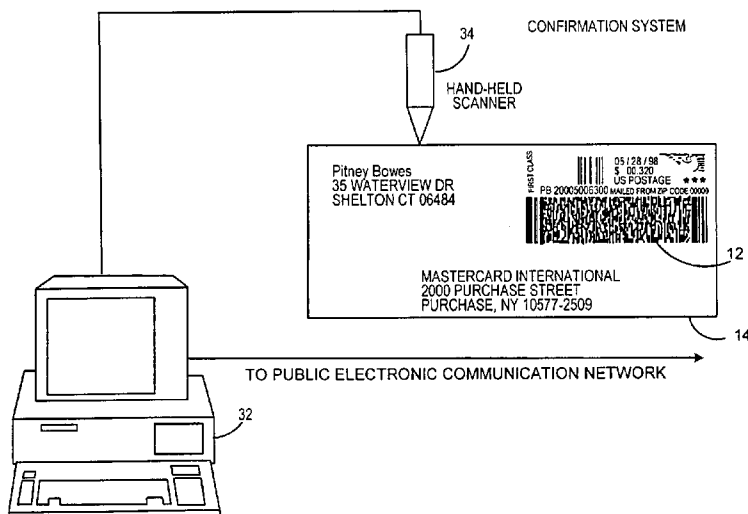 34
CONFIRMATION SYSTEM
HAND-HELD
SCANNER
Pitney Bowes
35 WATERVIEW DR
SHELTON CT 06484
FIRST CLASS
05 / 28 / 98
$ 00.320
US POSTAGE ★★★
PB 20005006300 MAILED FROM ZIP CODE 00009
12
MASTERCARD INTERNATIONAL
2000 PURCHASE STREET
PURCHASE, NY 10577-2509
14
TO PUBLIC ELECTRONIC COMMUNICATION NETWORK
32